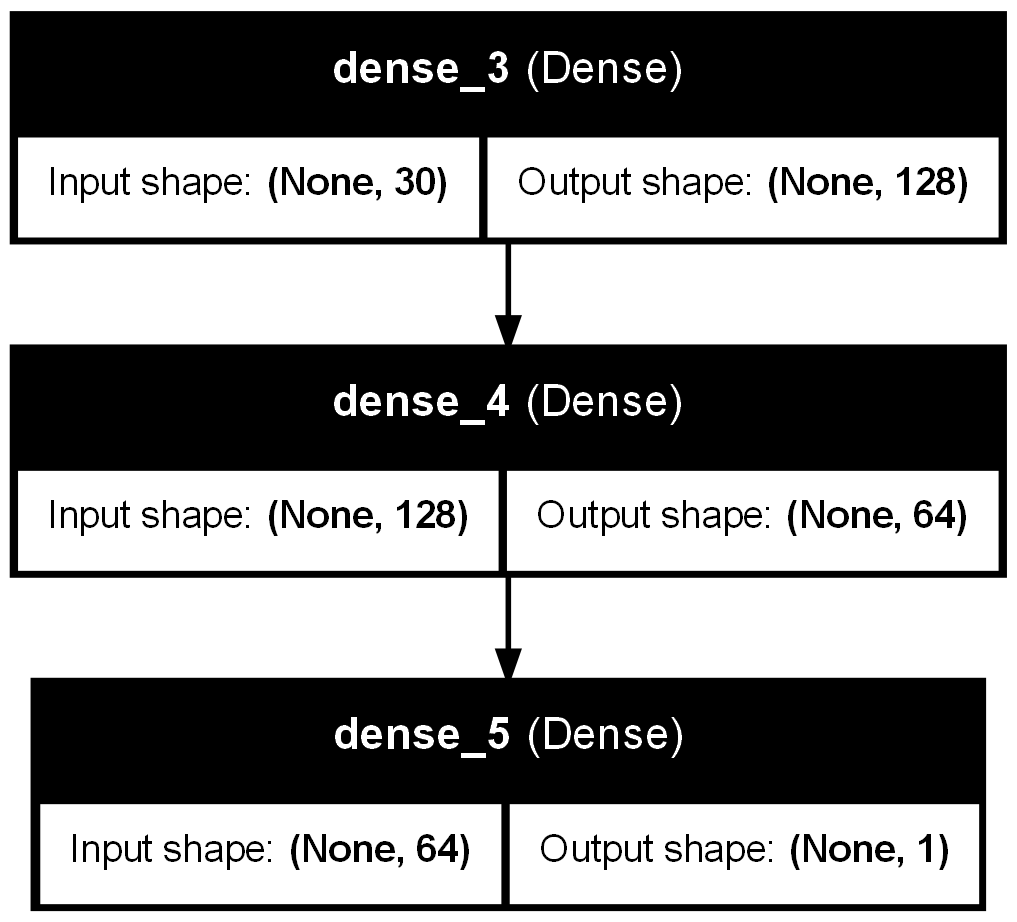 dense_3 (Dense)
Input shape: (None, 30) Output shape: (None, 128)
dense_4 (Dense)
Input shape: (None, 128) Output shape: (None, 64)
dense_5 (Dense)
Input shape: (None, 64) Output shape: (None, 1)